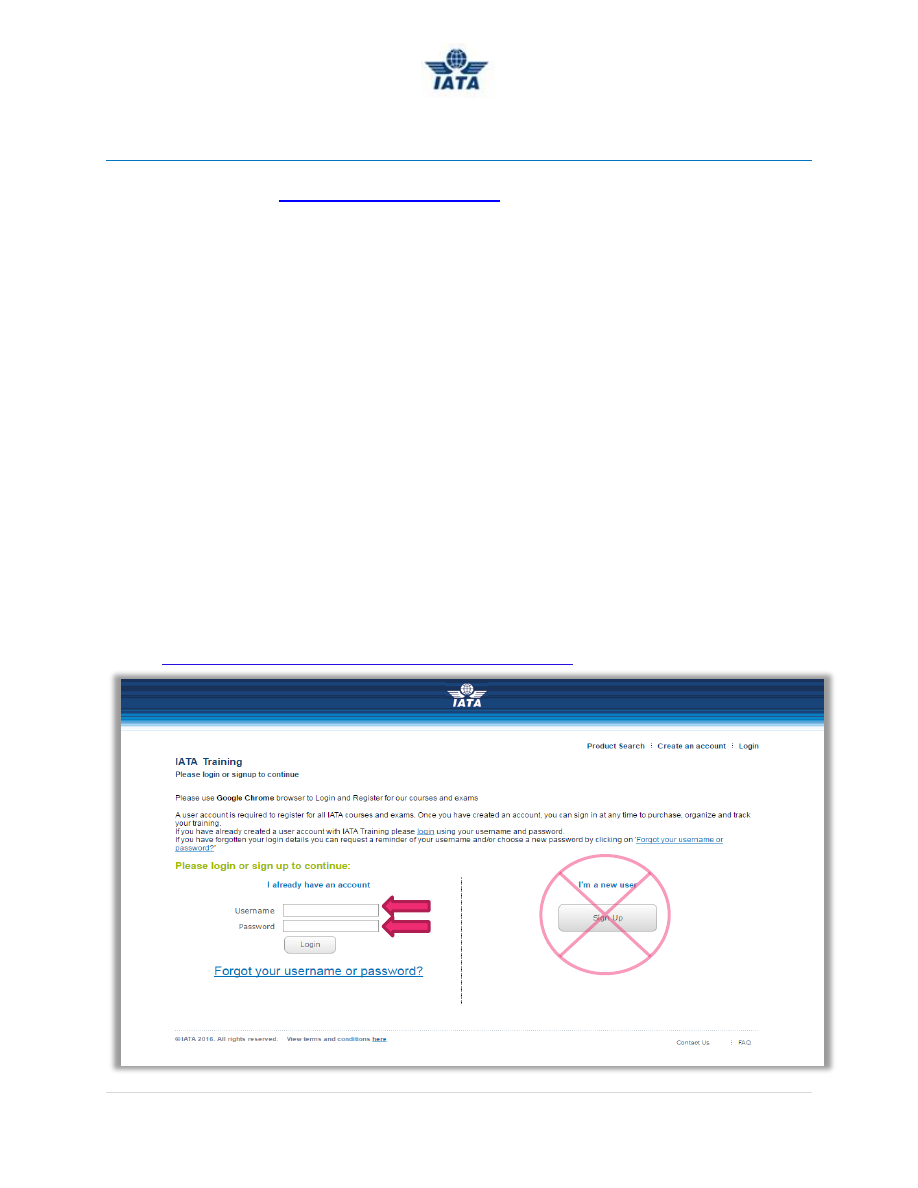 IATA
IATA
Product Search ⋮ Create an account ⋮ Login
IATA Training
Please login or signup to continue
Please use Google Chrome browser to Login and Register for our courses and exams
A user account is required to register for all IATA courses and exams. Once you have created an account, you can sign in at any time to purchase, organize and track
your training.
If you have already created a user account with IATA Training please login using your username and password.
If you have forgotten your login details you can request a reminder of your username and/or choose a new password by clicking on 'Forgot your username or
password?'
Please login or sign up to continue:
I already have an account
Username
Password
Login
Forgot your username or password?
I'm a new user
Sign Up
© IATA 2016. All rights reserved. View terms and conditions here
Contact Us ⋮ FAQ